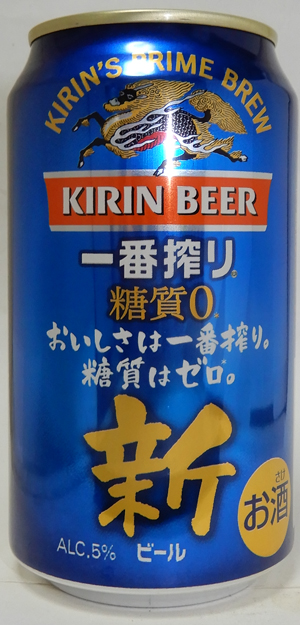 KIRIN'S PRIME BREW
KIRIN BEER
一番搾り®
糖質0※
おいしさは一番搾り。
糖質はゼロ。
新
さけ
お酒
ALC.5% ビール